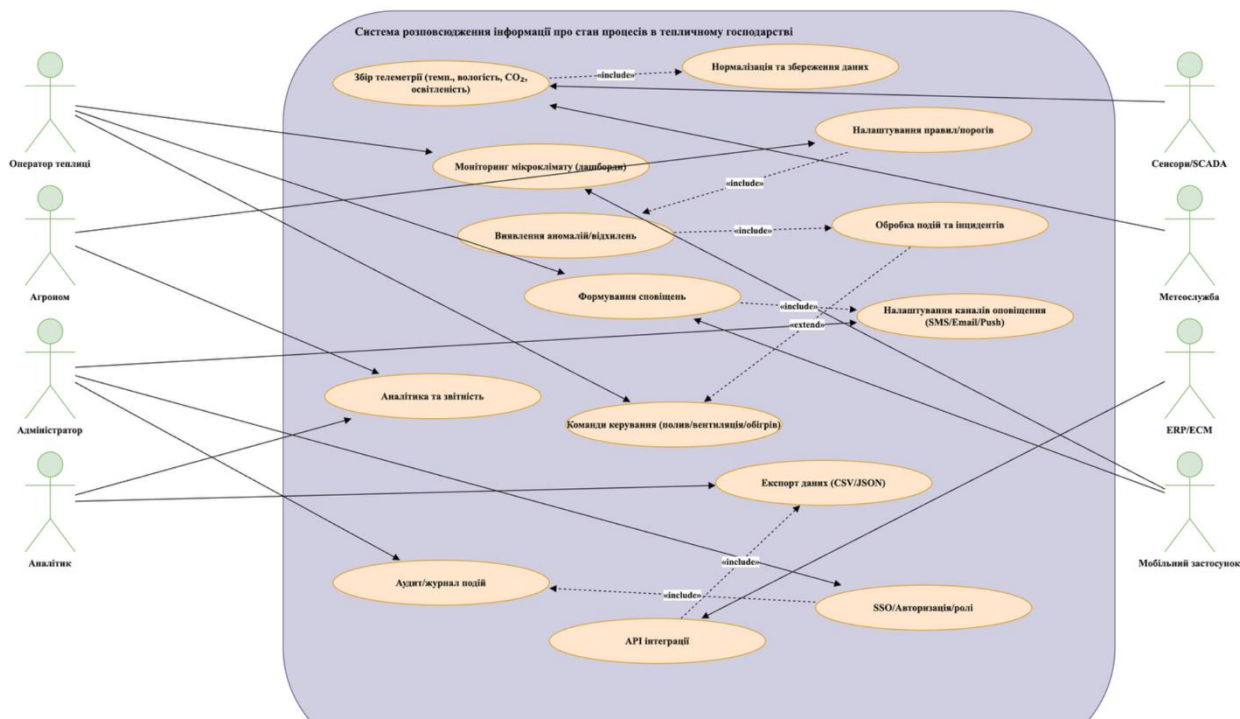 Система розповсюдження інформації про стан процесів в тепличному господарстві
Збір телеметрії (темп., вологість, CO₂,
освітленість)
«include»
Нормалізація та збереження даних
Налаштування правил/порогів
Оператор теплиці
Сенсори/SCADA
Моніторинг мікроклімату (дашборди)
«include»
Виявлення аномалій/відхилень
«include»
Обробка подій та інцидентів
Агроном
Метеослужба
Формування сповіщень
«include»
Налаштування каналів оповіщення
(SMS/Email/Push)
«extend»
Аналітика та звітність
Адміністратор
Команди керування (полив/вентиляція/обігрів)
ERP/ECM
Експорт даних (CSV/JSON)
Аналітик
«include»
Мобільний застосунок
Аудит/журнал подій
«include»
SSO/Авторизація/ролі
API інтеграції